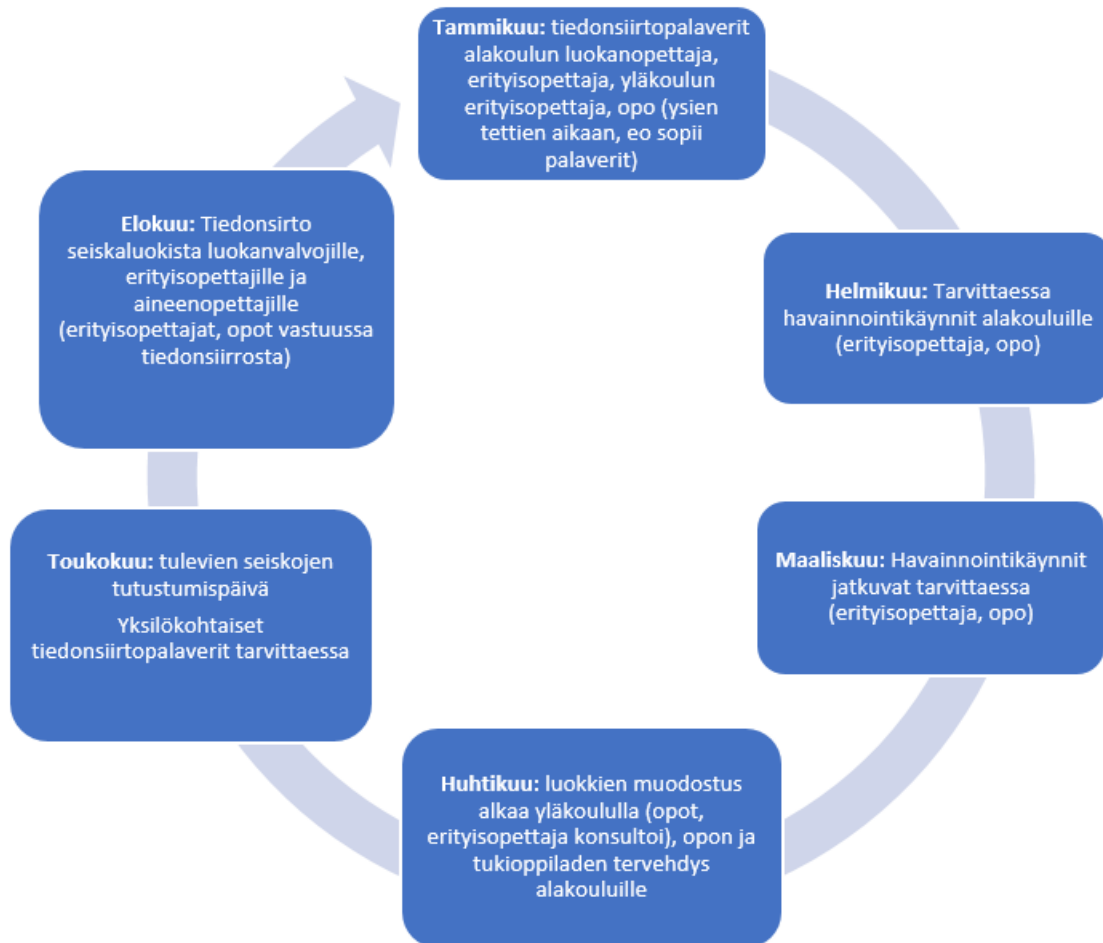 Tammikuu: tiedonsiirtopalaverit
alakoulun luokanopettaja,
erityisopettaja, yläkoulun
erityisopettaja, opo (ysien
tettien aikaan, eo sopii
palaverit)
Helmikuu: Tarvittaessa
havainnointikäynnit alakouluille
(erityisopettaja, opo)
Maaliskuu: Havainnointikäynnit
jatkuvat tarvittaessa
(erityisopettaja, opo)
Huhtikuu: luokkien muodostus
alkaa yläkoululla (opot,
erityisopettaja konsultoi), opon ja
tukioppiladen tervehdys
alakouluille
Toukokuu: tulevien seiskojen
tutustumispäivä
Yksilökohtaiset
tiedonsiirtopalaverit tarvittaessa
Elokuu: Tiedonsirto
seiskaluokista luokanvalvojille,
erityisopettajille ja
aineenopettajille
(erityisopettajat, opot vastuussa
tiedonsiirrosta)